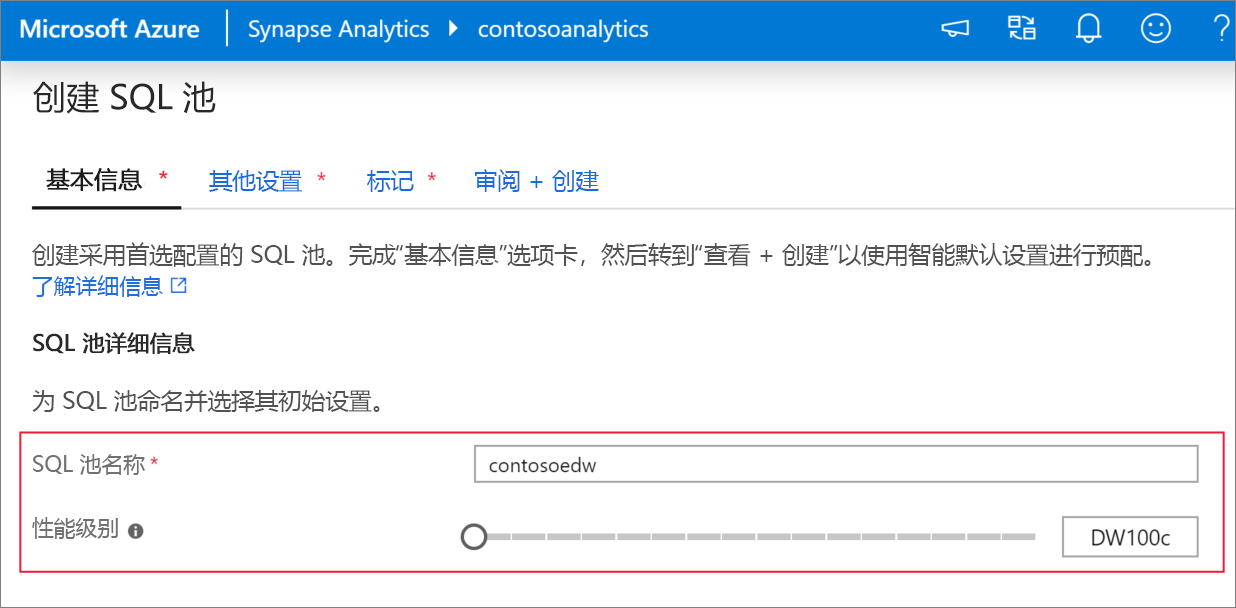 Microsoft Azure Synapse Analytics contosoanalytics ?
创建 SQL 池
基本信息 * 其他设置 * 标记 * 审阅 + 创建
创建采用首选配置的 SQL 池。完成“基本信息”选项卡，然后转到“查看 + 创建”以使用智能默认设置进行预配。
了解详细信息
SQL 池详细信息
为 SQL 池命名并选择其初始设置。
SQL 池名称 * contosoedw
性能级别 DW100c